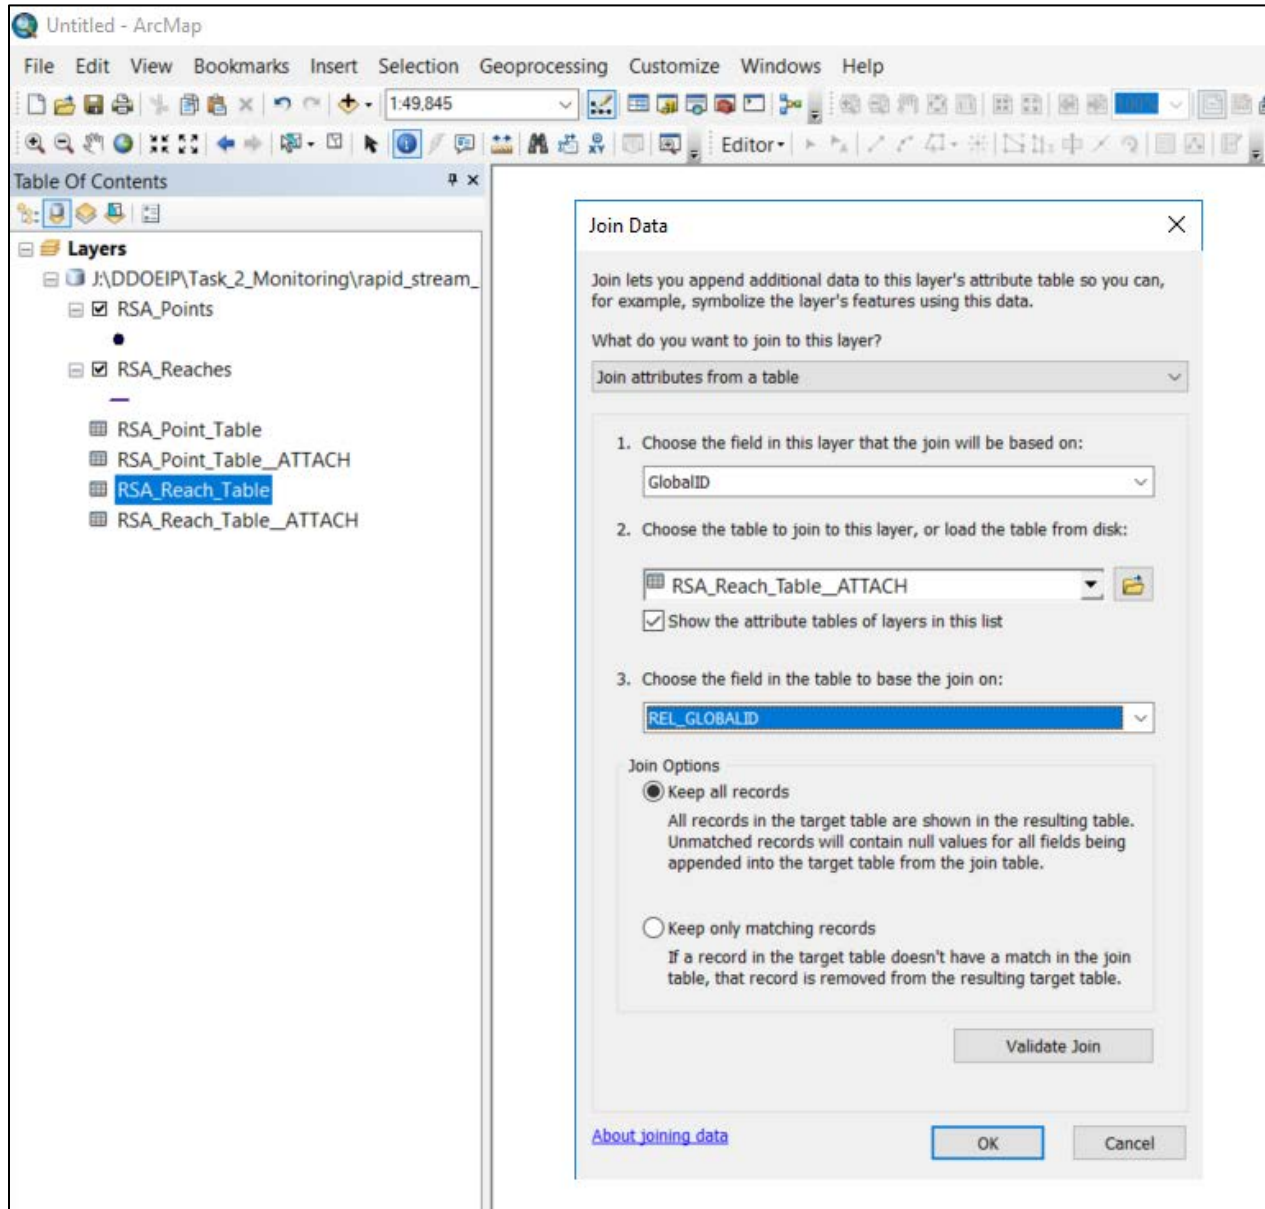 Untitled - ArcMap
File Edit View Bookmarks Insert Selection Geoprocessing Customize Windows Help
1:49,845
100%
Editor
Table Of Contents
Layers
J:\DDOEIP\Task_2_Monitoring\rapid_stream_
RSA_Points
RSA_Reaches
RSA_Point_Table
RSA_Point_Table__ATTACH
RSA_Reach_Table
RSA_Reach_Table__ATTACH
Join Data
Join lets you append additional data to this layer's attribute table so you can,
for example, symbolize the layer's features using this data.
What do you want to join to this layer?
Join attributes from a table
1. Choose the field in this layer that the join will be based on:
GlobalID
2. Choose the table to join to this layer, or load the table from disk:
RSA_Reach_Table__ATTACH
Show the attribute tables of layers in this list
3. Choose the field in the table to base the join on:
REL_GLOBALID
Join Options
Keep all records
All records in the target table are shown in the resulting table.
Unmatched records will contain null values for all fields being
appended into the target table from the join table.
Keep only matching records
If a record in the target table doesn't have a match in the join
table, that record is removed from the resulting target table.
Validate Join
About joining data
OK
Cancel